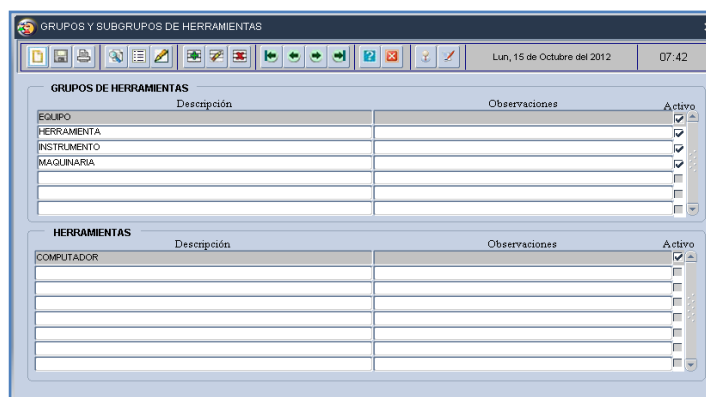 GRUPOS Y SUBGRUPOS DE HERRAMIENTAS
Lun, 15 de Octubre del 2012 07:42
GRUPOS DE HERRAMIENTAS
Descripción Observaciones Activo
EQUIPO
HERRAMIENTA
INSTRUMENTO
MAQUINARIA
HERRAMIENTAS
Descripción Observaciones Activo
COMPUTADOR